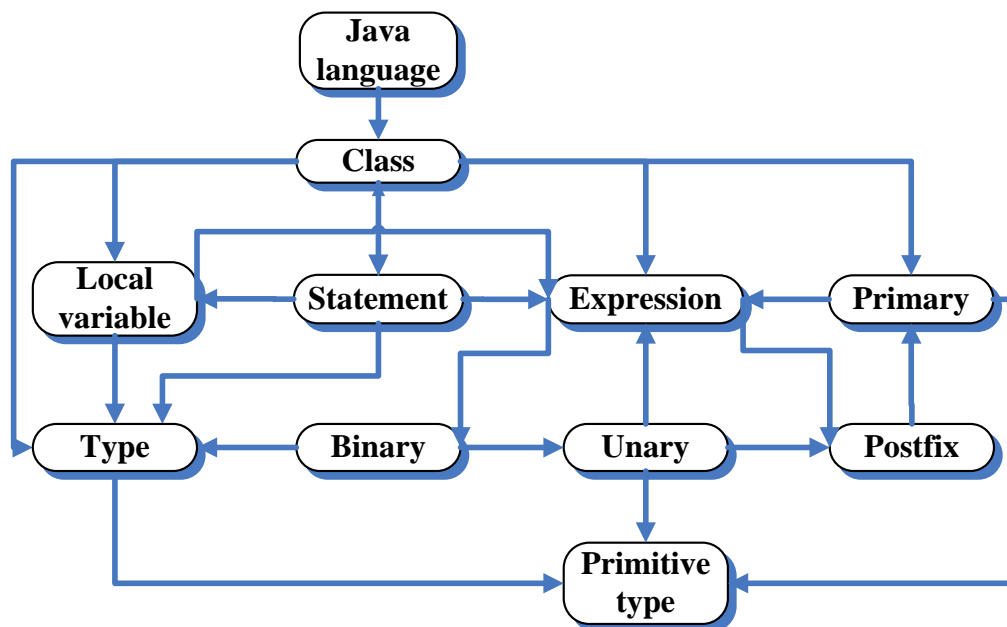 Java
language
Class
Local
variable
Statement
Expression
Primary
Type
Binary
Unary
Postfix
Primitive
type